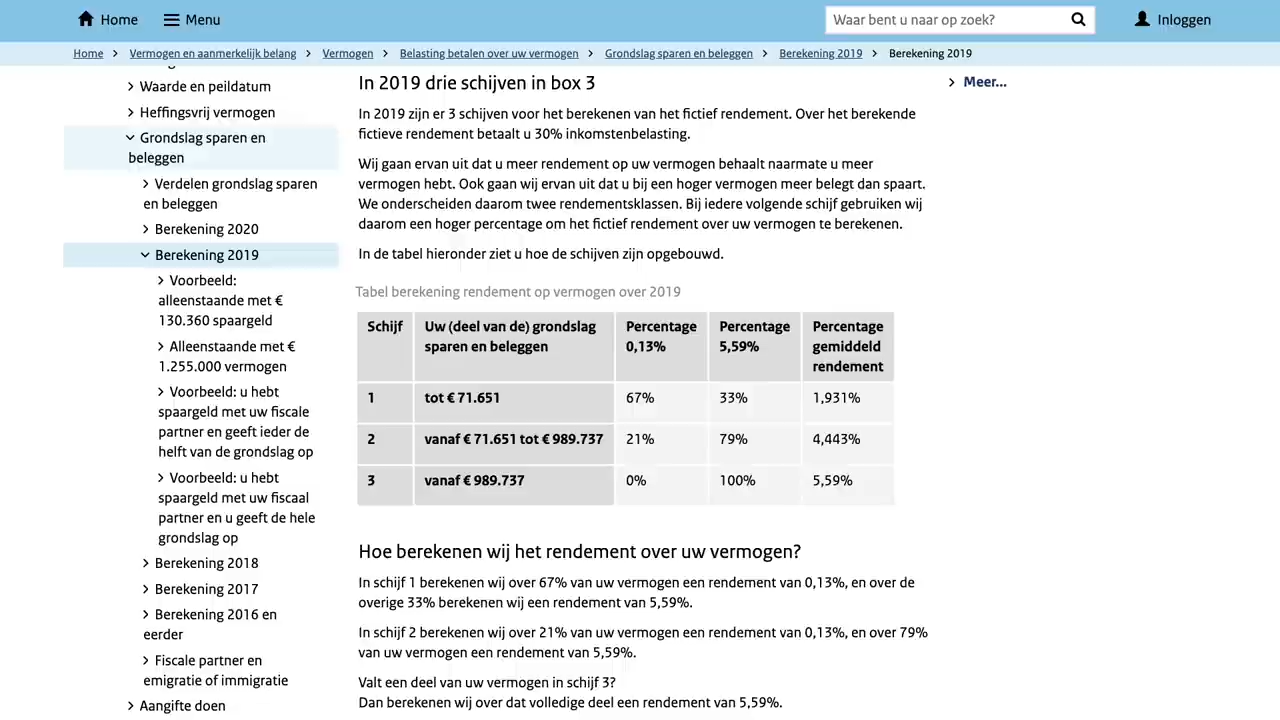 Home
Menu
Waar bent u naar op zoek?
Inloggen
Home > Vermogen en aanmerkelijk belang > Vermogen > Belasting betalen over uw vermogen > Grondslag sparen en beleggen > Berekening 2019 > Berekening 2019
Waarde en peildatum
Heffingsvrij vermogen
Grondslag sparen en
beleggen
Verdelen grondslag sparen
en beleggen
Berekening 2020
Berekening 2019
Voorbeeld:
alleenstaande met €
130.360 spaargeld
Alleenstaande met €
1.255.000 vermogen
Voorbeeld: u hebt
spaargeld met uw fiscale
partner en geeft ieder de
helft van de grondslag op
Voorbeeld: u hebt
spaargeld met uw fiscaal
partner en u geeft de hele
grondslag op
Berekening 2018
Berekening 2017
Berekening 2016 en
eerder
Fiscale partner en
emigratie of immigratie
Aangifte doen
In 2019 drie schijven in box 3
In 2019 zijn er 3 schijven voor het berekenen van het fictief rendement. Over het berekende
fictieve rendement betaalt u 30% inkomstenbelasting.
Wij gaan ervan uit dat u meer rendement op uw vermogen behaalt naarmate u meer
vermogen hebt. Ook gaan wij ervan uit dat u bij een hoger vermogen meer belegt dan spaart.
We onderscheiden daarom twee rendementsklassen. Bij iedere volgende schijf gebruiken wij
daarom een hoger percentage om het fictief rendement over uw vermogen te berekenen.
In de tabel hieronder ziet u hoe de schijven zijn opgebouwd.
Tabel berekening rendement op vermogen over 2019
Schijf Uw (deel van de) grondslag Percentage Percentage Percentage
sparen en beleggen 0,13% 5,59% gemiddeld
rendement
1 tot € 71.651 67% 33% 1,931%
2 vanaf € 71.651 tot € 989.737 21% 79% 4,443%
3 vanaf € 989.737 0% 100% 5,59%
Hoe berekenen wij het rendement over uw vermogen?
In schijf 1 berekenen wij over 67% van uw vermogen een rendement van 0,13%, en over de
overige 33% berekenen wij een rendement van 5,59%.
In schijf 2 berekenen wij over 21% van uw vermogen een rendement van 0,13%, en over 79%
van uw vermogen een rendement van 5,59%.
Valt een deel van uw vermogen in schijf 3?
Dan berekenen wij over dat volledige deel een rendement van 5,59%.
Meer...